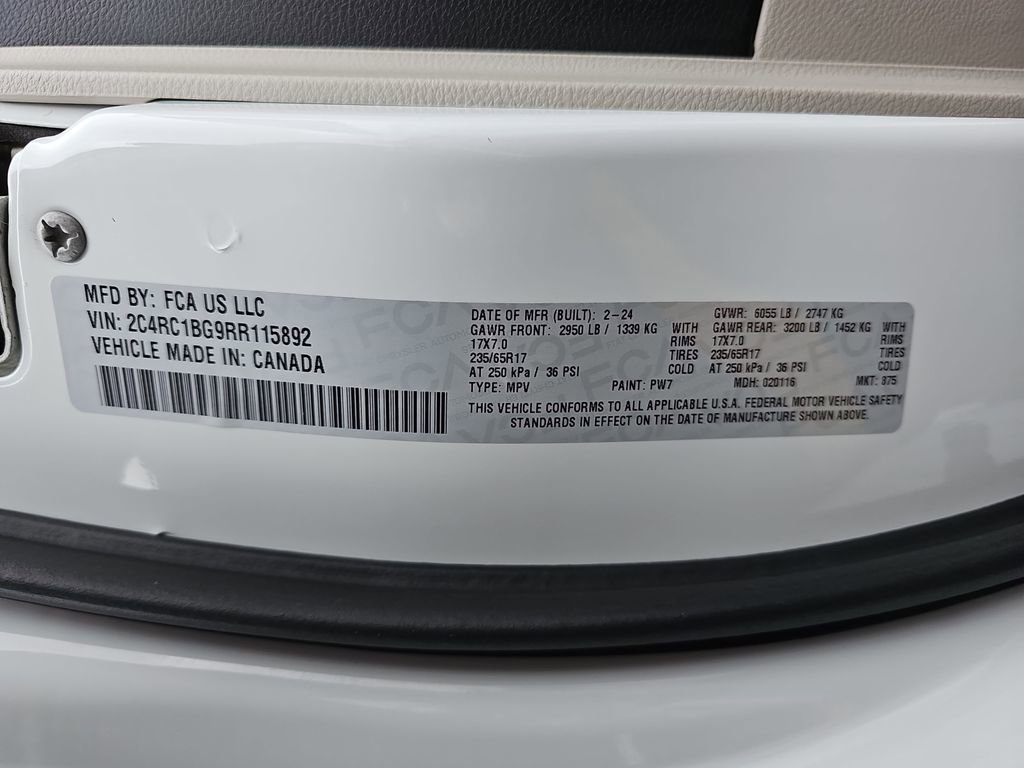 MFD BY: FCA US LLC
VIN: 2C4RC1BG9RR115892
VEHICLE MADE IN: CANADA
DATE OF MFR (BUILT): 2-24 GVWR: 6055 LB / 2747 KG
GAWR FRONT: 2950 LB / 1339 KG WITH GAWR REAR: 3200 LB / 1452 KG WITH
17X7.0 RIMS 17X7.0 RIMS
235/65R17 TIRES 235/65R17 TIRES
AT 250 kPa / 36 PSI COLD AT 250 kPa / 36 PSI COLD
TYPE: MPV PAINT: PW7 MDH: 020116 MKT: 875
THIS VEHICLE CONFORMS TO ALL APPLICABLE U.S.A. FEDERAL MOTOR VEHICLE SAFETY
STANDARDS IN EFFECT ON THE DATE OF MANUFACTURE SHOWN ABOVE.